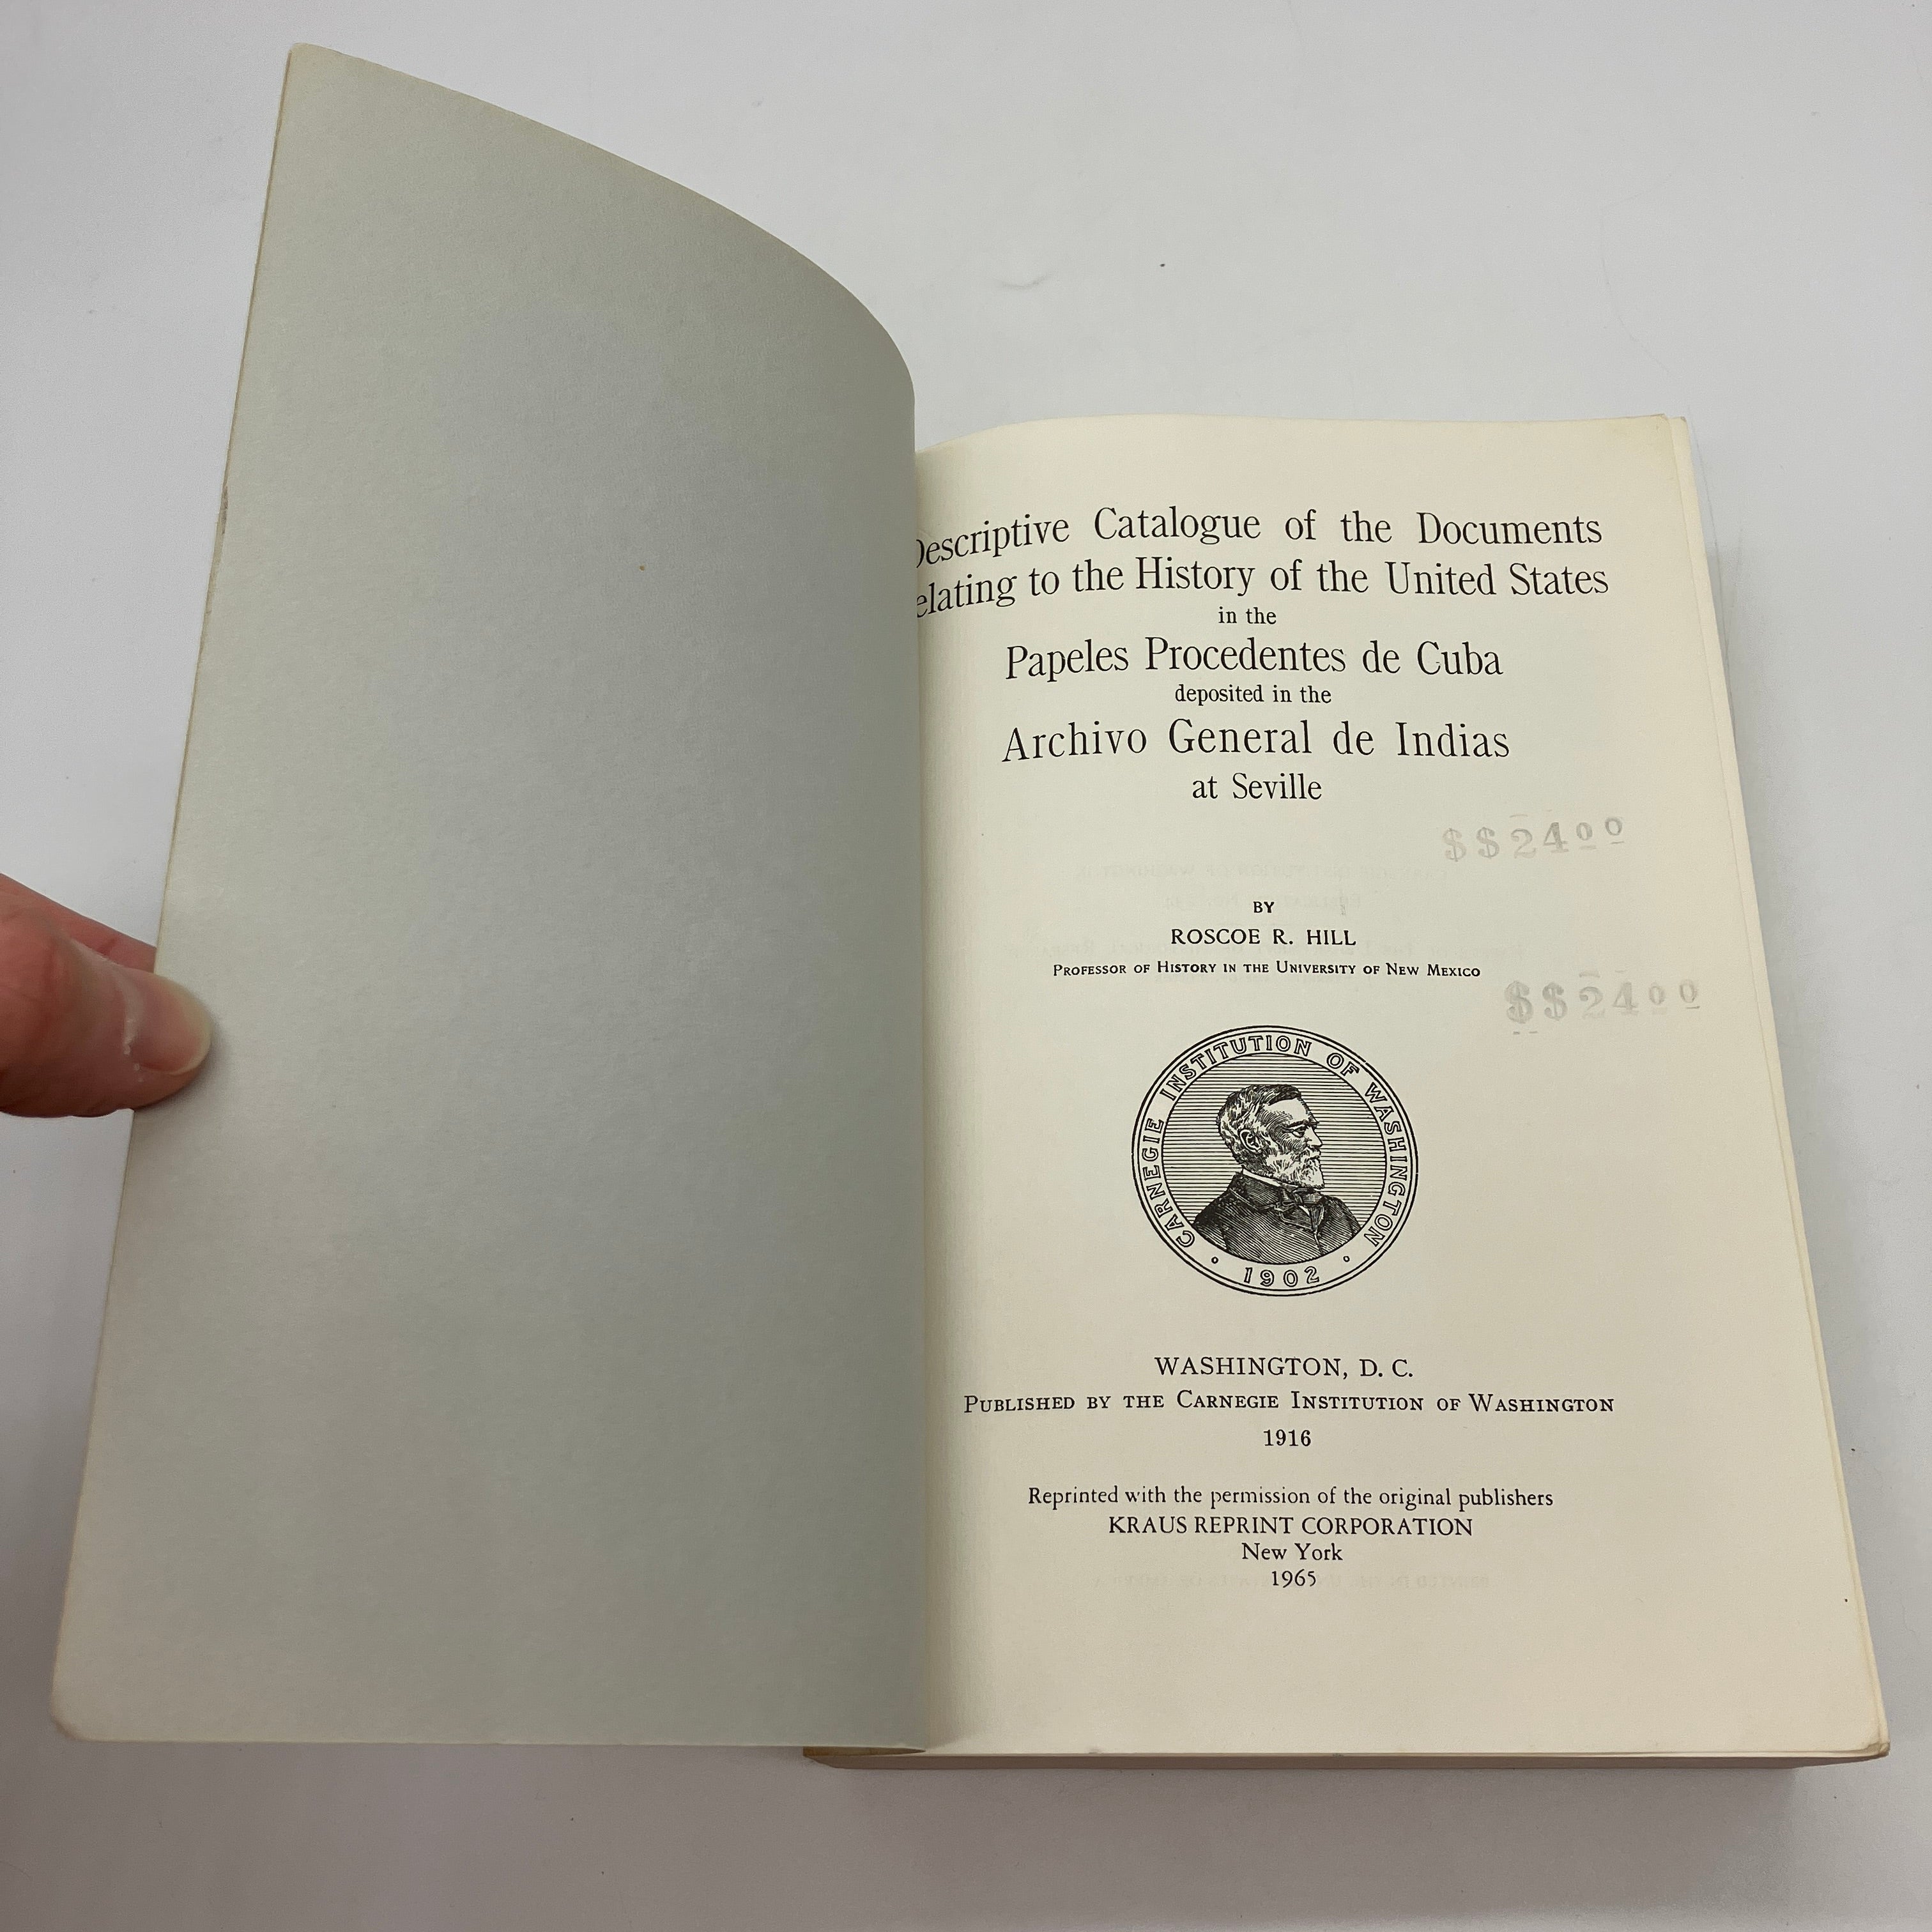 Descriptive Catalogue of the Documents
elating to the History of the United States
in the
Papeles Procedentes de Cuba
deposited in the
Archivo General de Indias
at Seville
$$2400
BY
ROSCOE R. HILL
PROFESSOR OF HISTORY IN THE UNIVERSITY OF NEW MEXICO
$$2400
CARNEGIE INSTITUTION OF WASHINGTON
1902
WASHINGTON, D. C.
PUBLISHED BY THE CARNEGIE INSTITUTION OF WASHINGTON
1916
Reprinted with the permission of the original publishers
KRAUS REPRINT CORPORATION
New York
1965